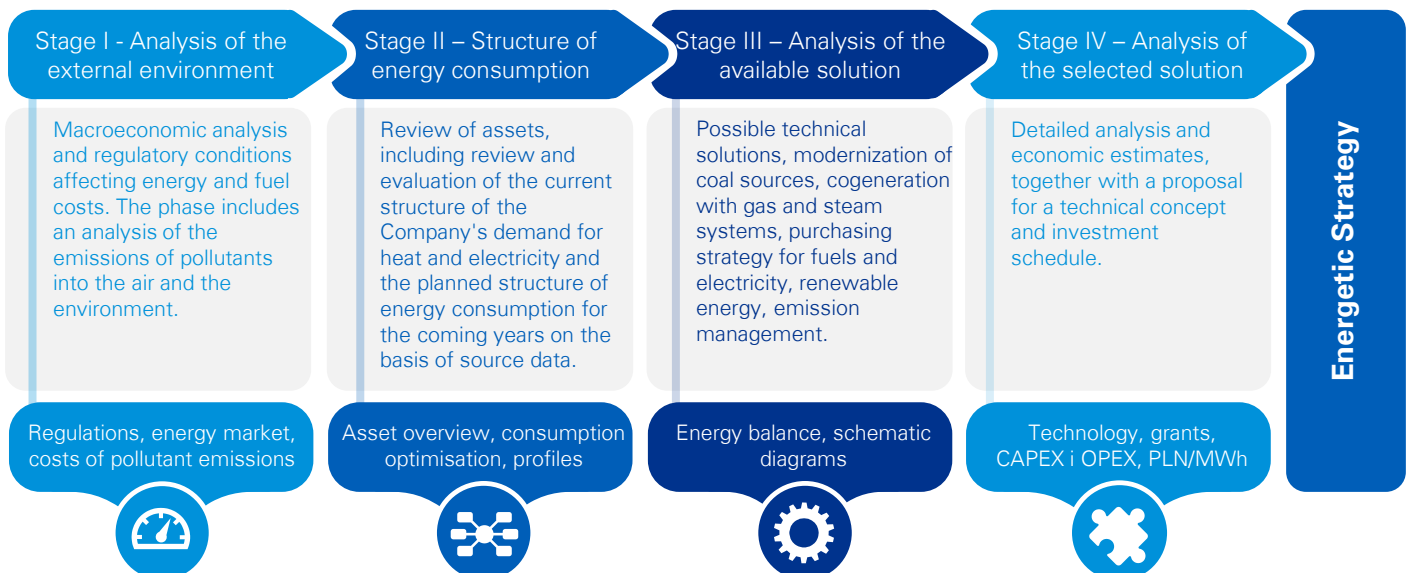 Stage I - Analysis of the
external environment
Stage II – Structure of
energy consumption
Stage III – Analysis of the
available solution
Stage IV – Analysis of
the selected solution
Macroeconomic analysis
and regulatory conditions
affecting energy and fuel
costs. The phase includes
an analysis of the
emissions of pollutants
into the air and the
environment.
Review of assets,
including review and
evaluation of the current
structure of the
Company's demand for
heat and electricity and
the planned structure of
energy consumption for
the coming years on the
basis of source data.
Possible technical
solutions, modernization of
coal sources, cogeneration
with gas and steam
systems, purchasing
strategy for fuels and
electricity, renewable
energy, emission
management.
Detailed analysis and
economic estimates,
together with a proposal
for a technical concept
and investment
schedule.
Regulations, energy market,
costs of pollutant emissions
Asset overview, consumption
optimisation, profiles
Energy balance, schematic
diagrams
Technology, grants,
CAPEX i OPEX, PLN/MWh
Energetic Strategy